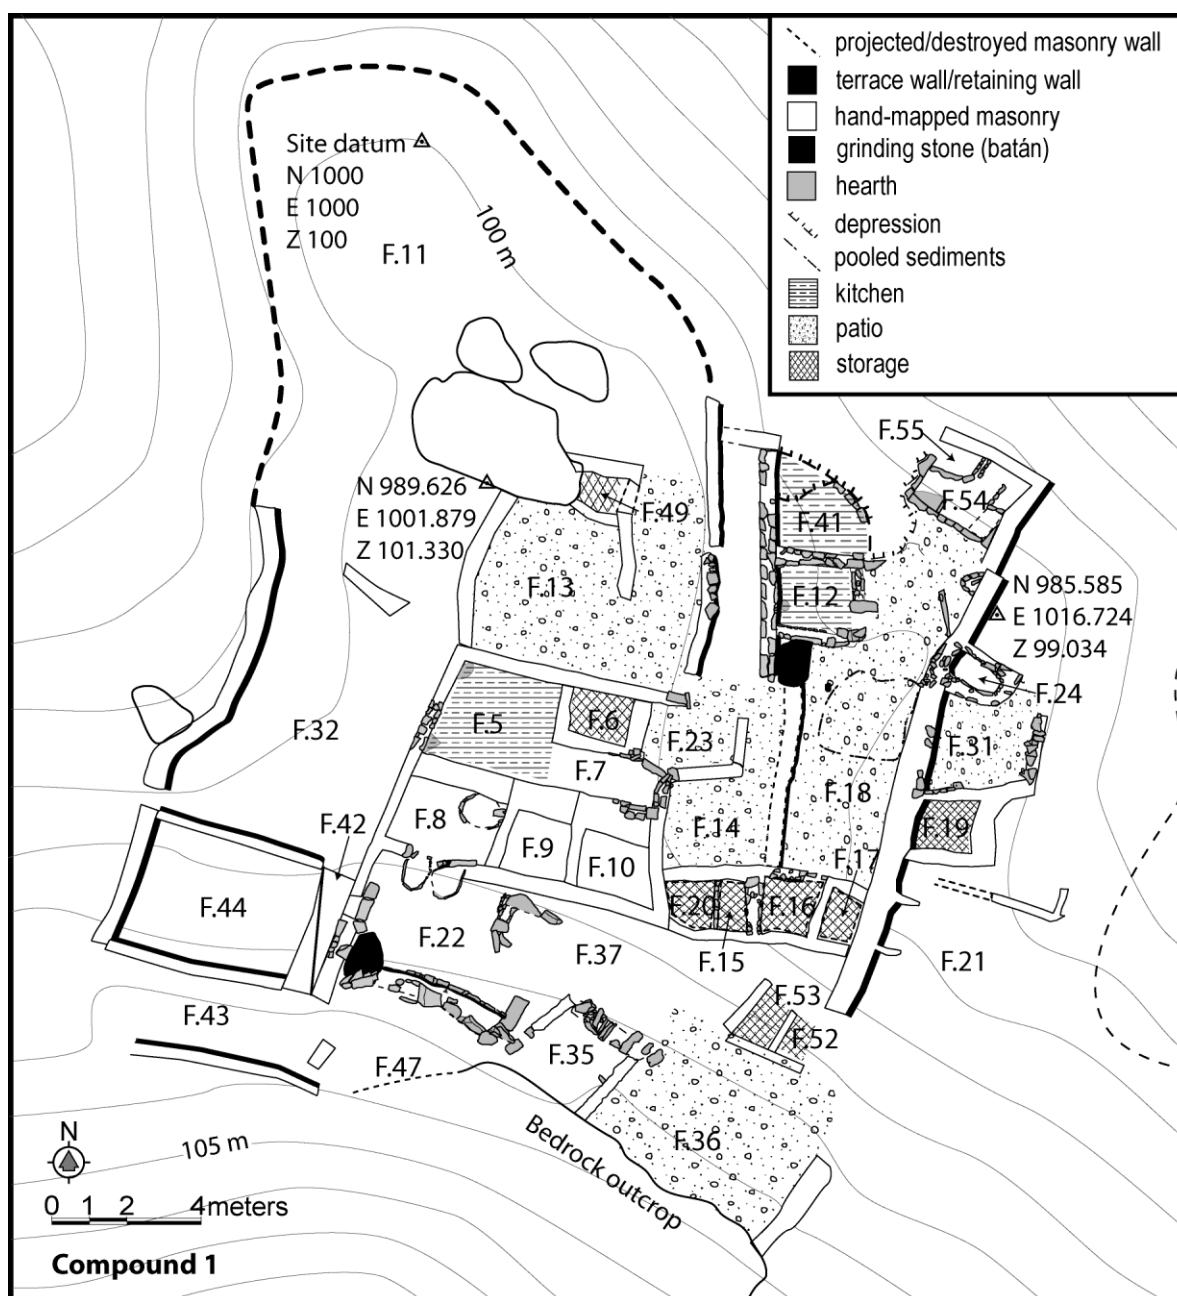 projected/destroyed masonry wall
terrace wall/retaining wall
hand-mapped masonry
grinding stone (batán)
hearth
depression
pooled sediments
kitchen
patio
storage
Site datum
N 1000
E 1000
Z 100
F.11
100 m
F.55
F.54
N 989.626
E 1001.879
Z 101.330
F.49
F.41
F.13
F.12
N 985.585
E 1016.724
Z 99.034
F.24
F.32
F.5
F.6
F.23
F.31
F.7
F.18
F.42
F.8
F.14
F.19
F.9
F.10
F.17
F.44
F.20
F.16
F.22
F.37
F.15
F.21
F.53
F.43
F.52
F.35
F.47
F.36
Bedrock outcrop
N
105 m
0 1 2 4 meters
Compound 1